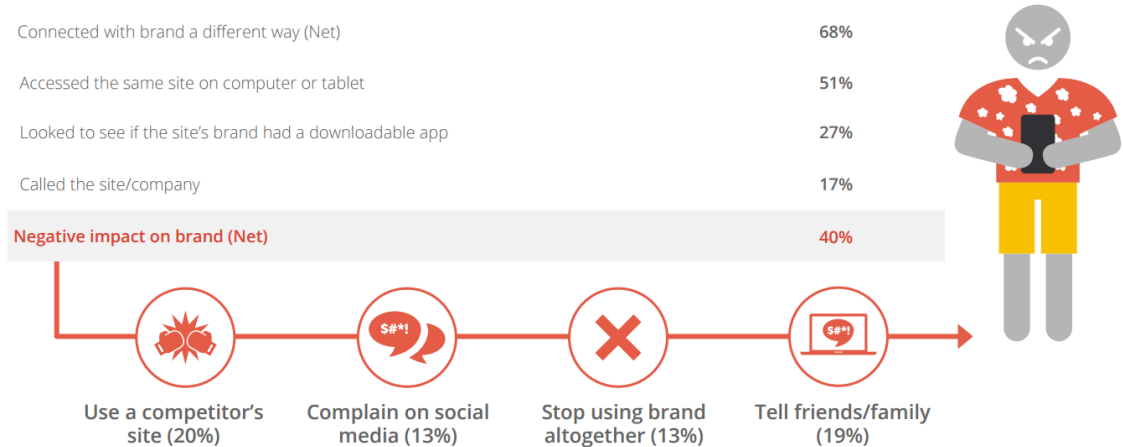 Connected with brand a different way (Net) 68%
Accessed the same site on computer or tablet 51%
Looked to see if the site's brand had a downloadable app 27%
Called the site/company 17%
Negative impact on brand (Net) 40%
$#*!
$#*!
Use a competitor's
site (20%)
Complain on social
media (13%)
Stop using brand
altogether (13%)
Tell friends/family
(19%)